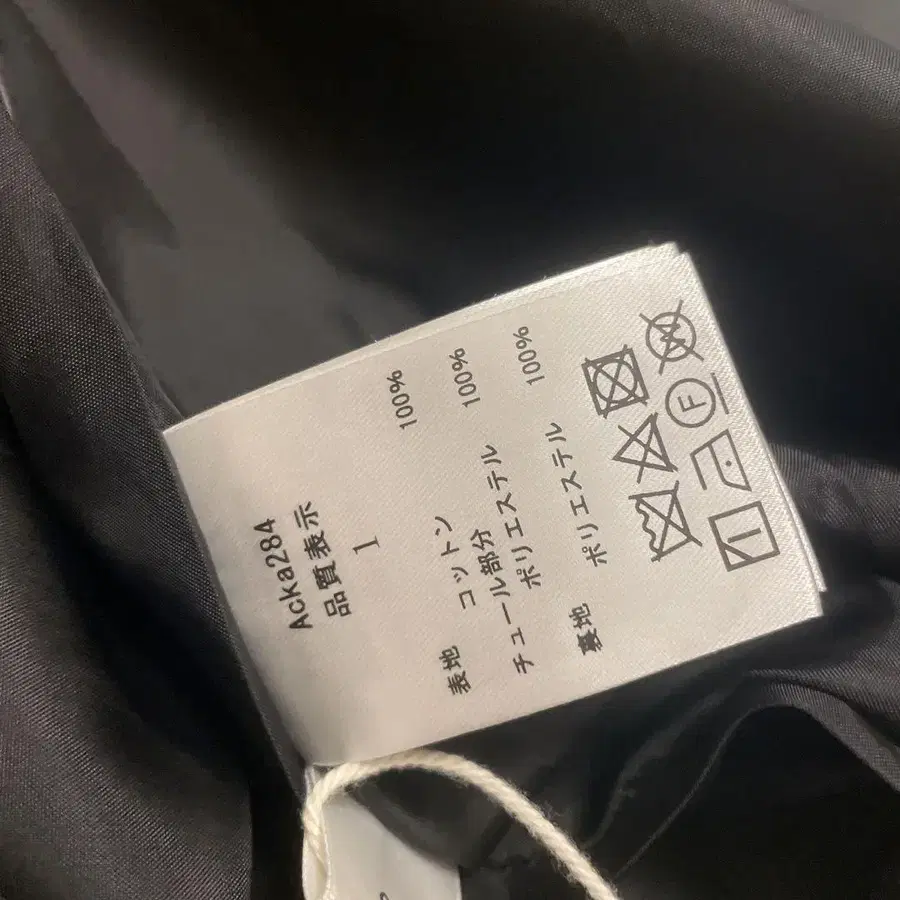 Acka284
品質表示
1
表地 コットン 100%
チュール部分
ポリエステル 100%
裏地 ポリエステル 100%
F